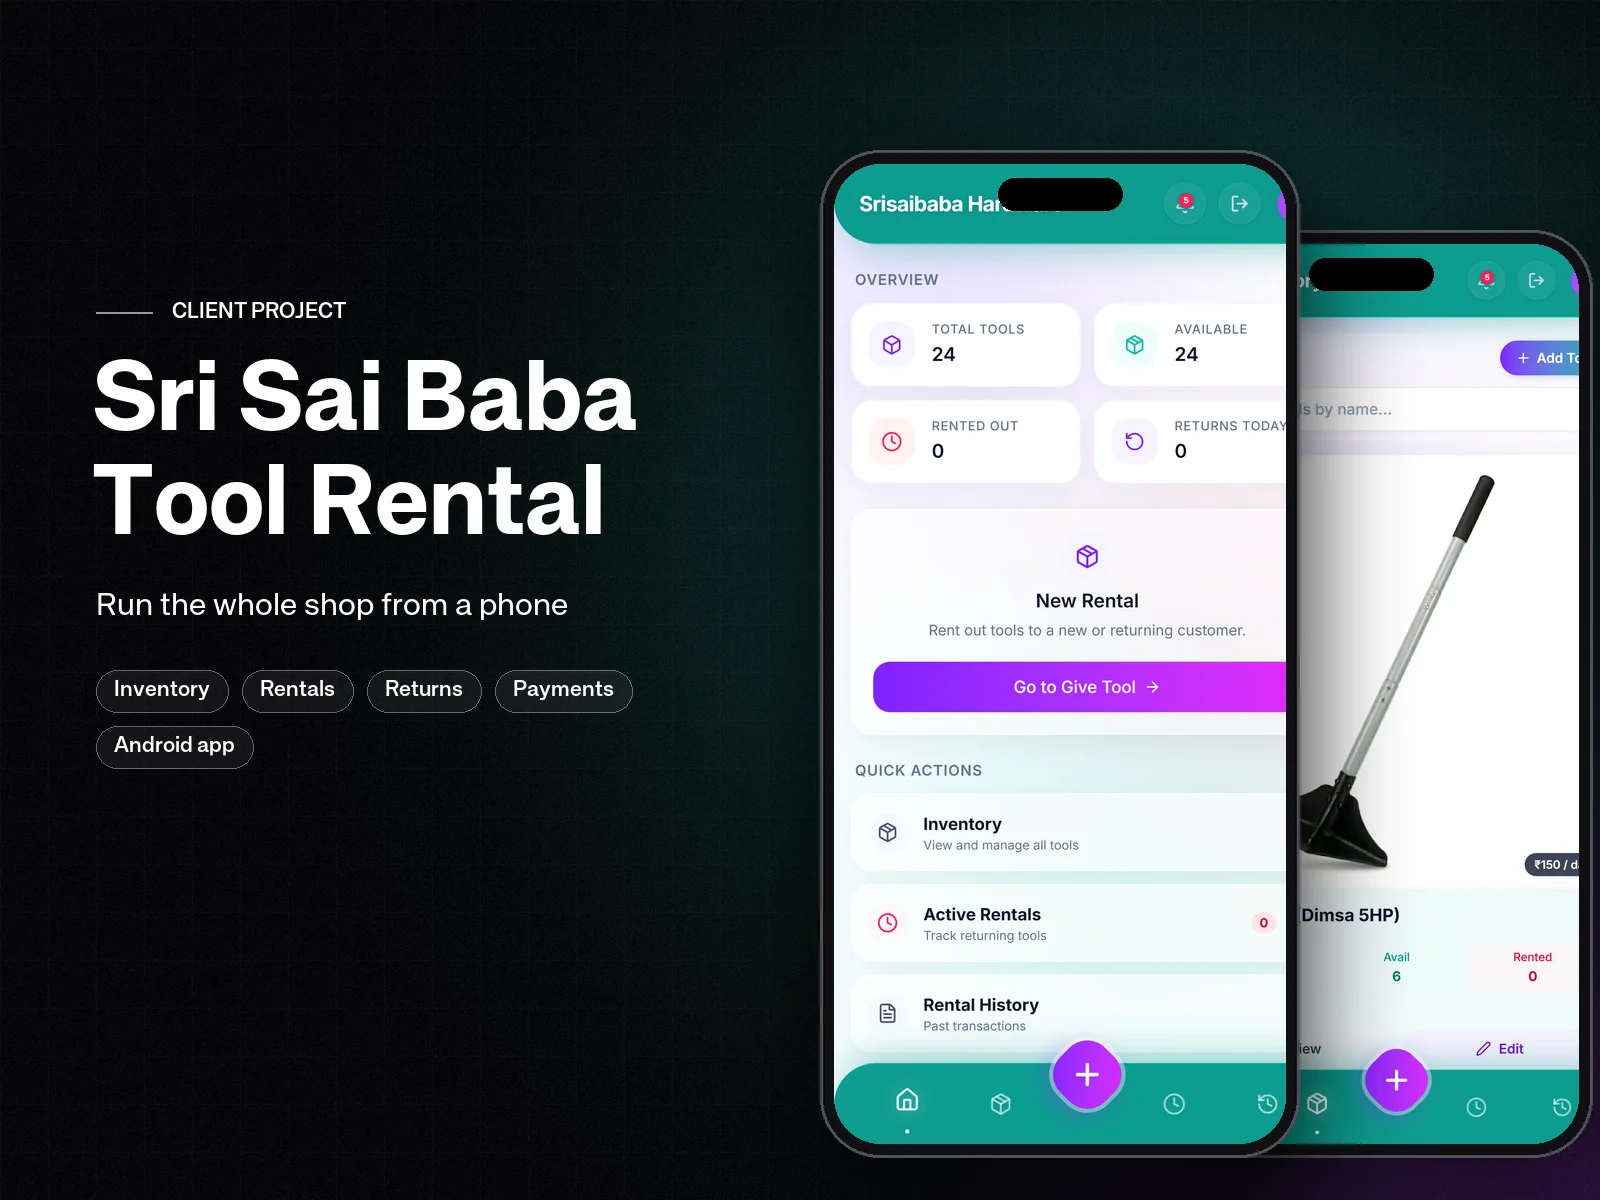 CLIENT PROJECT
Sri Sai Baba
Tool Rental
Run the whole shop from a phone
Inventory
Rentals
Returns
Payments
Android app
Srisaibaba
5
OVERVIEW
TOTAL TOOLS
24
AVAILABLE
24
RENTED OUT
0
RETURNS TODAY
0
New Rental
Rent out tools to a new or returning customer.
Go to Give Tool →
QUICK ACTIONS
Inventory
View and manage all tools
Active Rentals
Track returning tools
0
Rental History
Past transactions
5
+ Add
by name...
₹150 /
(Dimsa 5HP)
Avail
6
Rented
0
Edit